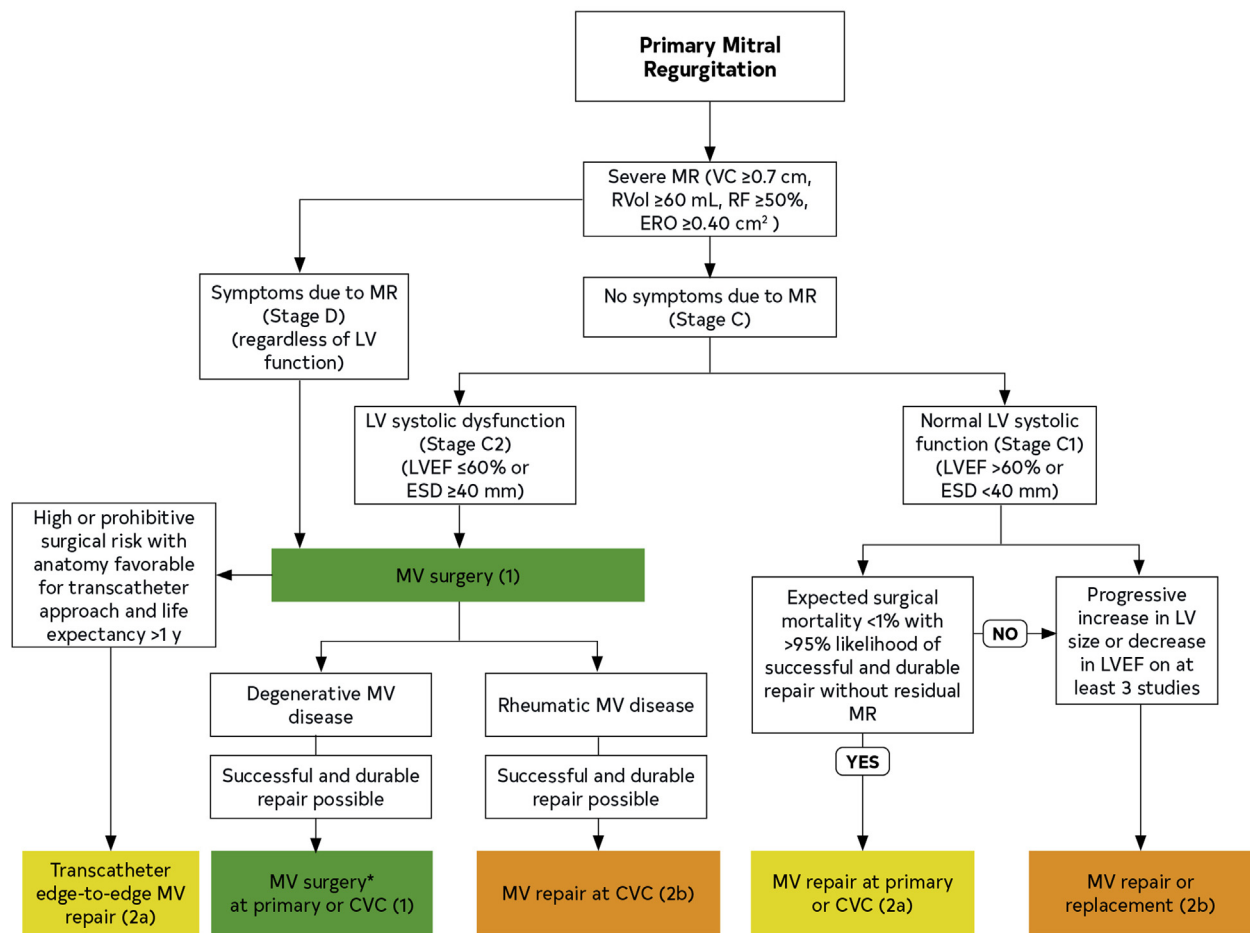 Primary Mitral
Regurgitation
Severe MR (VC ≥0.7 cm,
RVol ≥60 mL, RF ≥50%,
ERO ≥0.40 cm² )
Symptoms due to MR
(Stage D)
(regardless of LV
function)
No symptoms due to MR
(Stage C)
LV systolic dysfunction
(Stage C2)
(LVEF ≤60% or
ESD ≥40 mm)
Normal LV systolic
function (Stage C1)
(LVEF >60% or
ESD <40 mm)
High or prohibitive
surgical risk with
anatomy favorable
for transcatheter
approach and life
expectancy >1 y
MV surgery (1)
Expected surgical
mortality <1% with
>95% likelihood of
successful and durable
repair without residual
MR
NO
Progressive
increase in LV
size or decrease
in LVEF on at
least 3 studies
Degenerative MV
disease
Rheumatic MV disease
YES
Successful and durable
repair possible
Successful and durable
repair possible
Transcatheter
edge-to-edge MV
repair (2a)
MV surgery*
at primary or CVC (1)
MV repair at CVC (2b)
MV repair at primary
or CVC (2a)
MV repair or
replacement (2b)